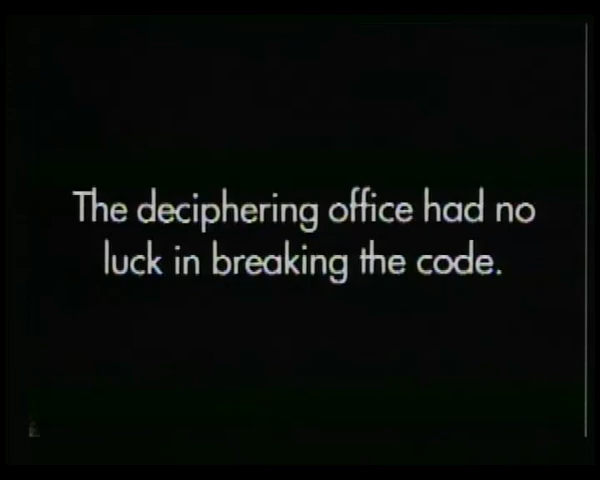 The deciphering office had no
luck in breaking the code.